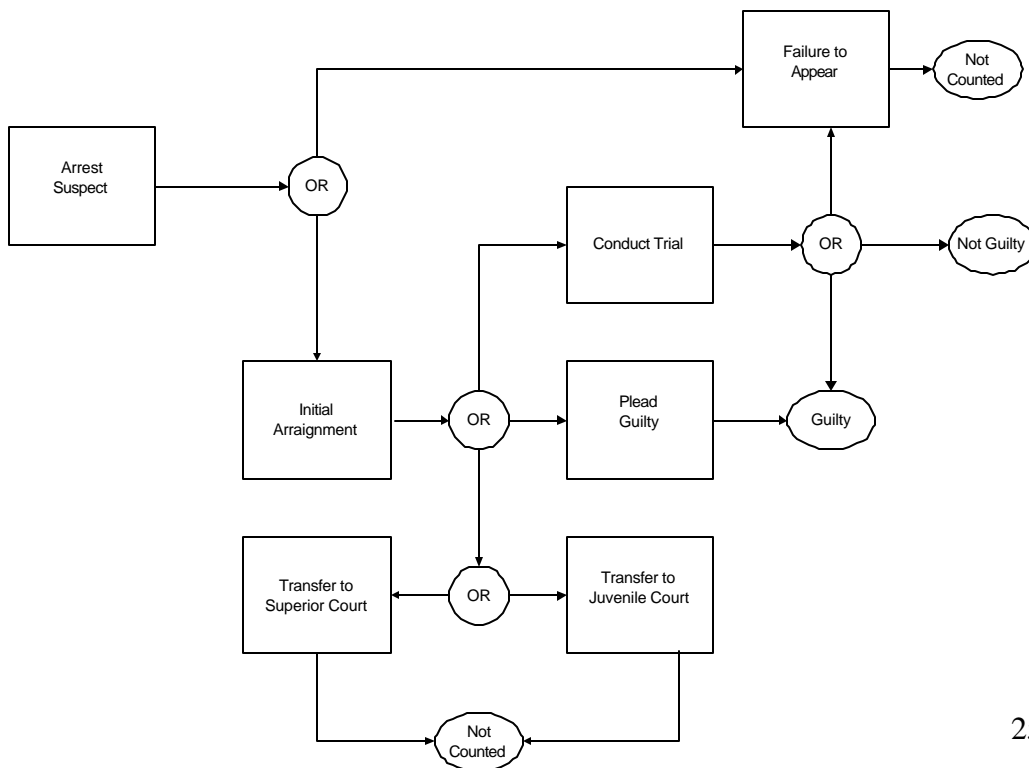 Failure to
Appear
Not
Counted
Arrest
Suspect
OR
Conduct Trial
OR
Not Guilty
Initial
Arraignment
OR
Plead
Guilty
Guilty
Transfer to
Superior Court
OR
Transfer to
Juvenile Court
Not
Counted